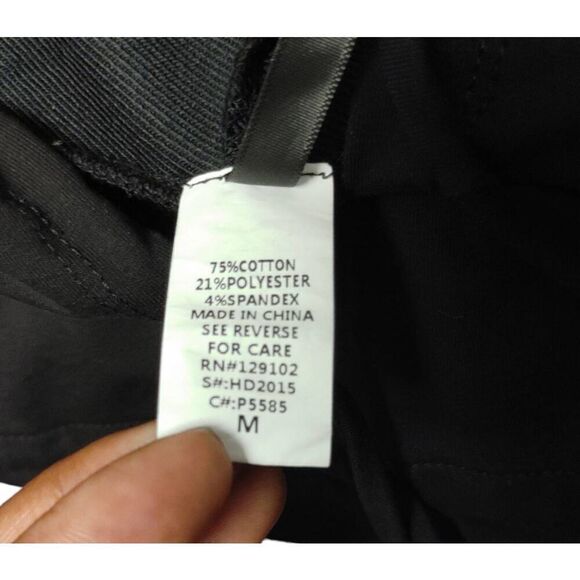 75%COTTON
21%POLYESTER
4%SPANDEX
MADE IN CHINA
SEE REVERSE
FOR CARE
RN#129102
S#:HD2015
C#:P5585
M